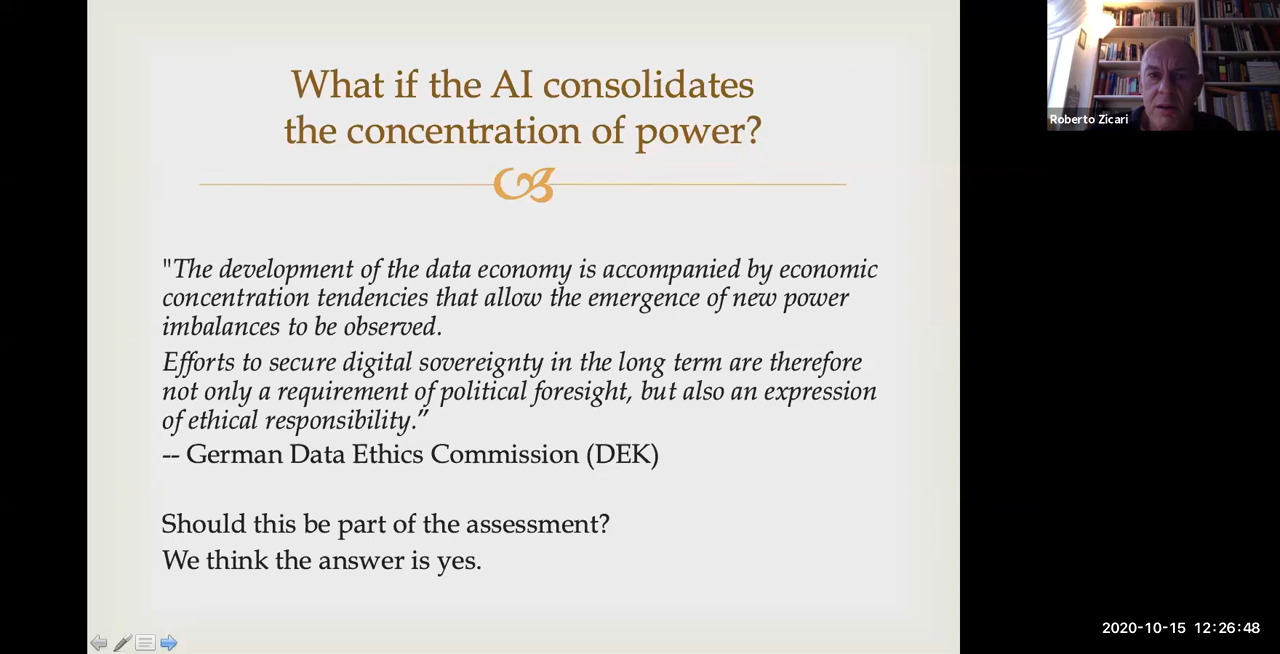 What if the AI consolidates
the concentration of power?
"The development of the data economy is accompanied by economic
concentration tendencies that allow the emergence of new power
imbalances to be observed.
Efforts to secure digital sovereignty in the long term are therefore
not only a requirement of political foresight, but also an expression
of ethical responsibility.”
-- German Data Ethics Commission (DEK)
Should this be part of the assessment?
We think the answer is yes.
Roberto Zicari
2020-10-15 12:26:48